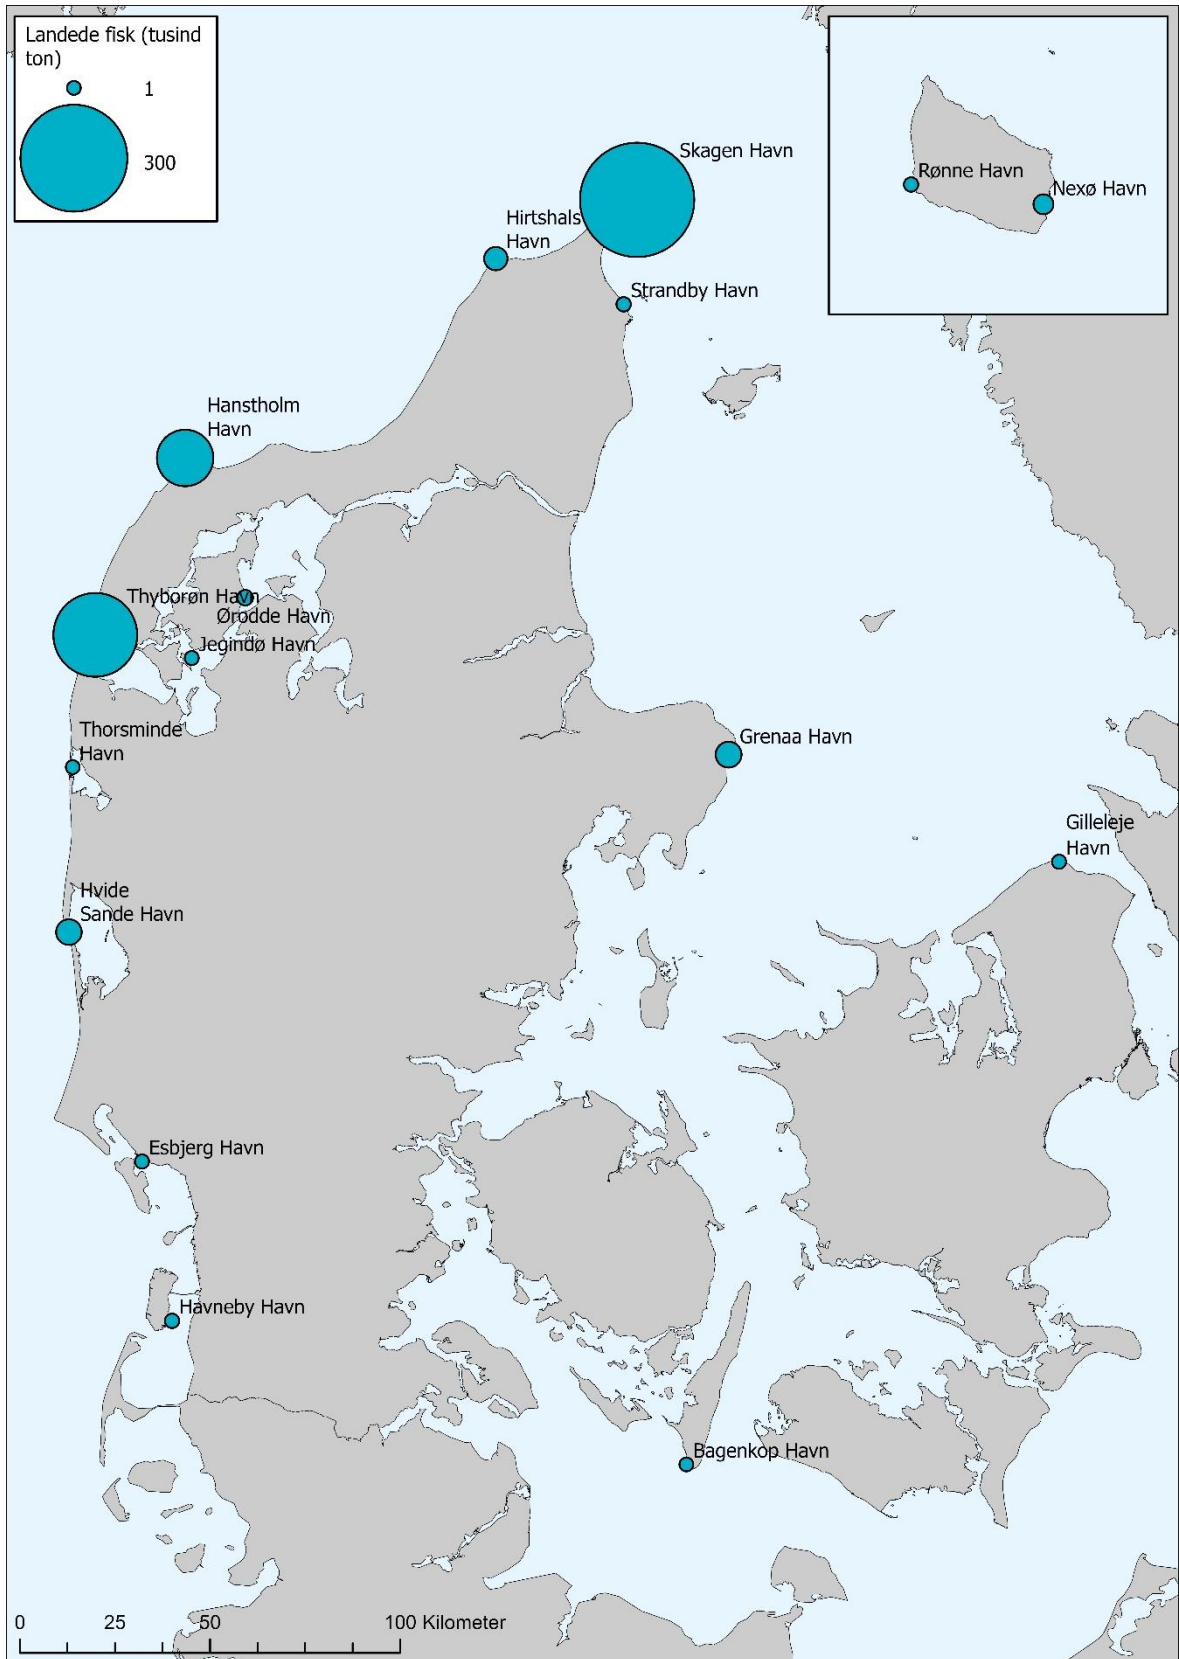 Landede fisk (tusind
ton)
1
300
Skagen Havn
Rønne Havn
Nexø Havn
Hirtshals
Havn
Strandby Havn
Hanstholm
Havn
Thyborøn Havn
Ørodde Havn
Jegindø Havn
Thorsminde
Havn
Grenaa Havn
Gilleleje
Havn
Hvide
Sande Havn
Esbjerg Havn
Havneby Havn
Bagenkop Havn
0 25 50 100 Kilometer